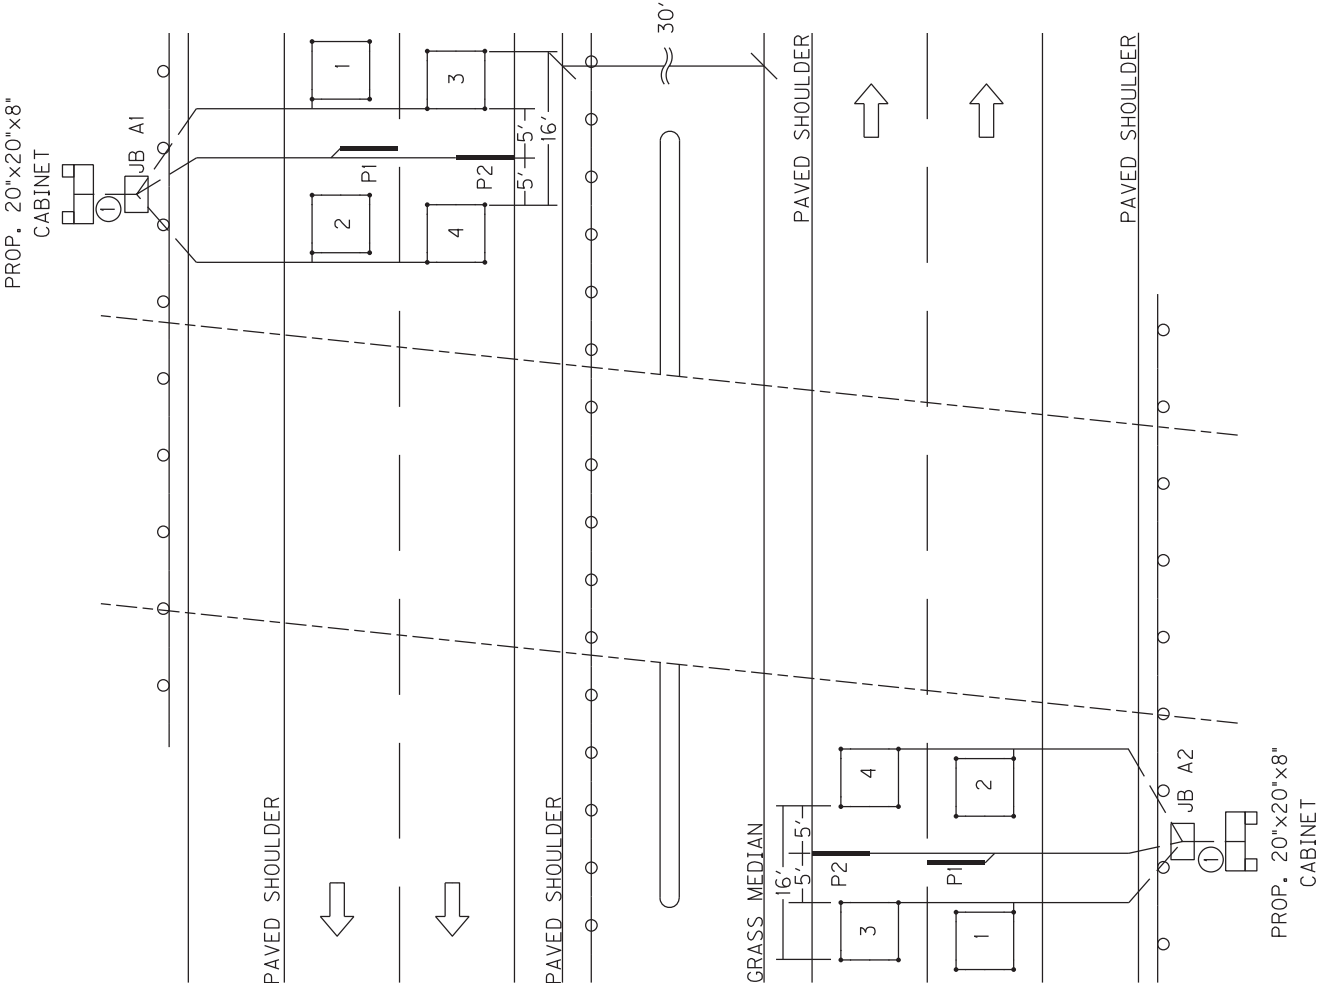 PROP. 20"x20"x8"
CABINET
1
JB A1
1
2
3
4
P1
P2
5'
5'
16'
30'
PAVED SHOULDER
PAVED SHOULDER
PAVED SHOULDER
PAVED SHOULDER
GRASS MEDIAN
16'
5'
5'
P2
P1
4
3
2
1
JB A2
1
PROP. 20"x20"x8"
CABINET